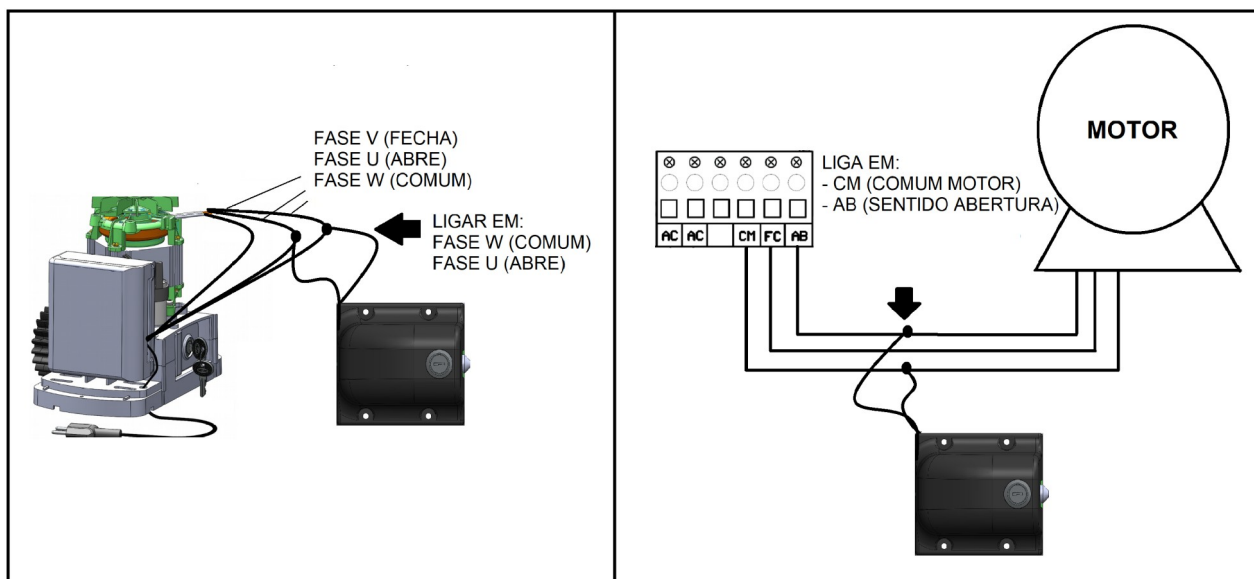 FASE V (FECHA)
FASE U (ABRE)
FASE W (COMUM)
LIGAR EM:
FASE W (COMUM)
FASE U (ABRE)
MOTOR
LIGA EM:
- CM (COMUM MOTOR)
- AB (SENTIDO ABERTURA)
AC AC CM FC AB